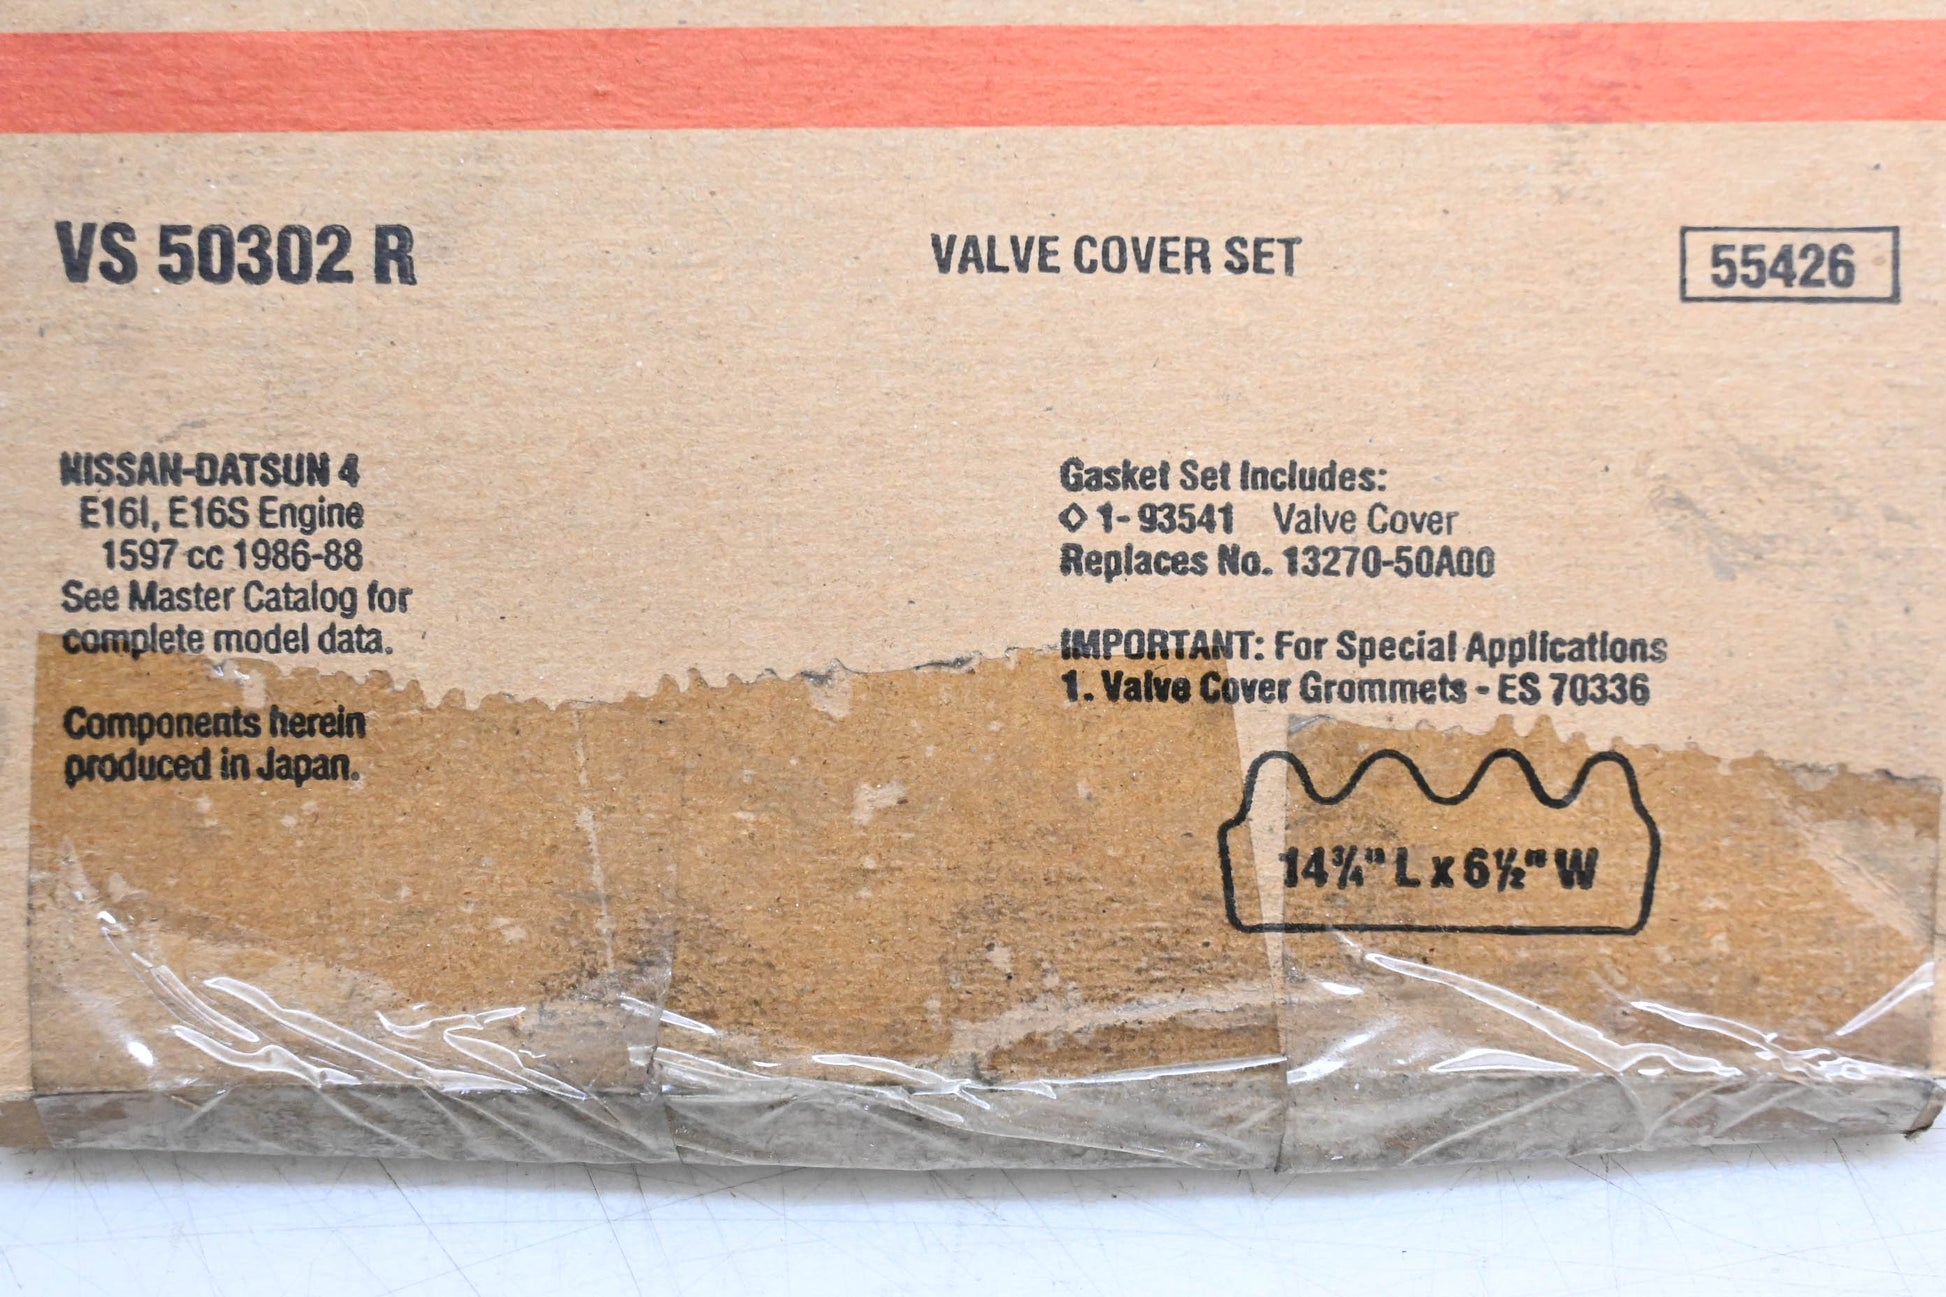 VS 50302 R
VALVE COVER SET
55426
NISSAN-DATSUN 4
E16I, E16S Engine
1597 cc 1986-88
See Master Catalog for
complete model data.
Components herein
produced in Japan.
Gasket Set Includes:
◇ 1- 93541 Valve Cover
Replaces No. 13270-50A00
IMPORTANT: For Special Applications
1. Valve Cover Grommets - ES 70336
14¾" L x 6½" W